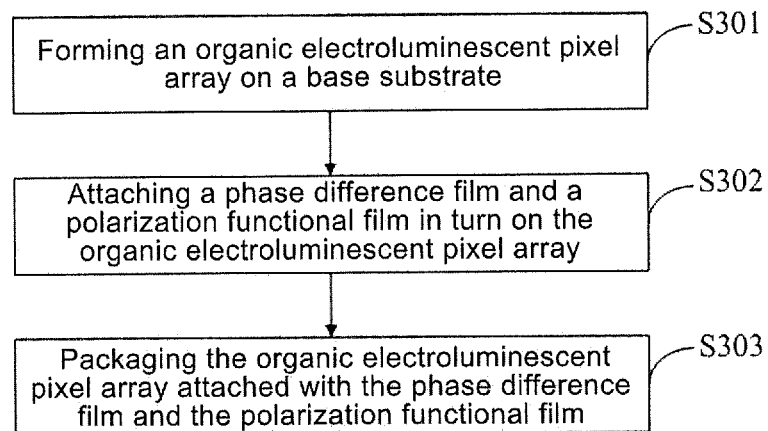 Forming an organic electroluminescent pixel
array on a base substrate
S301
Attaching a phase difference film and a
polarization functional film in turn on the
organic electroluminescent pixel array
S302
Packaging the organic electroluminescent
pixel array attached with the phase difference
film and the polarization functional film
S303